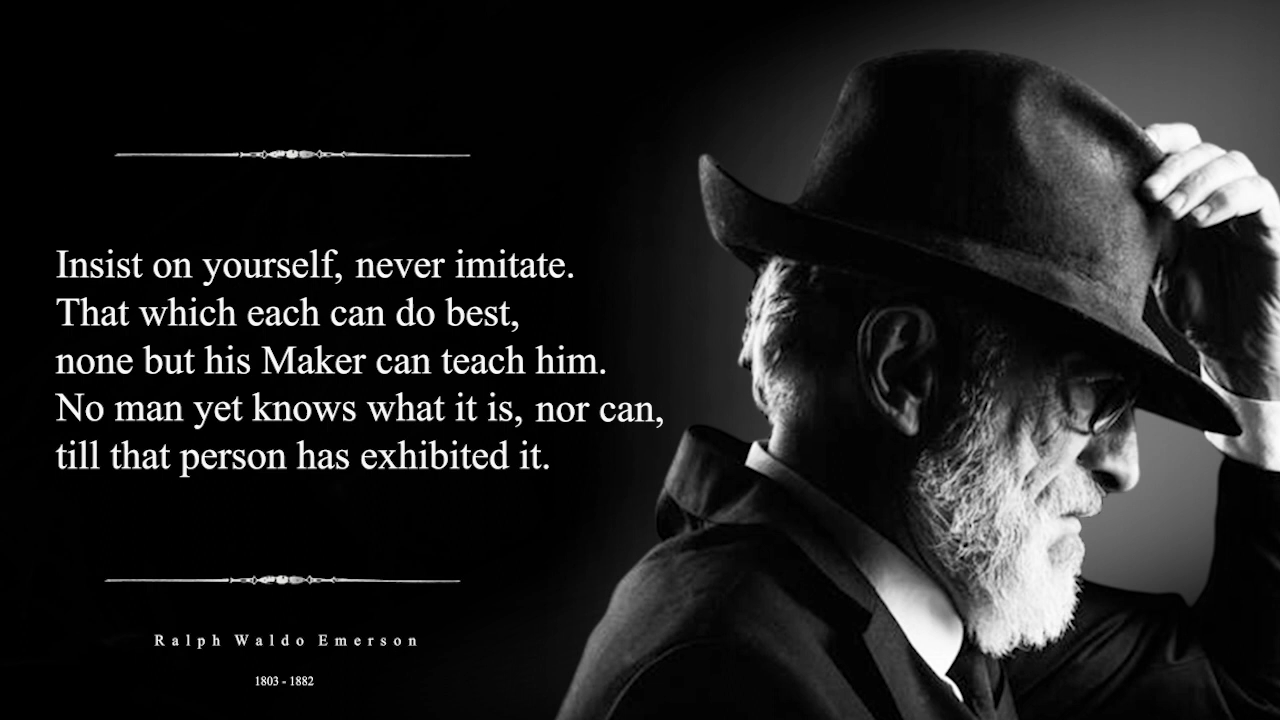 Insist on yourself, never imitate.
That which each can do best,
none but his Maker can teach him.
No man yet knows what it is, nor can,
till that person has exhibited it.
Ralph Waldo Emerson
1803 - 1882